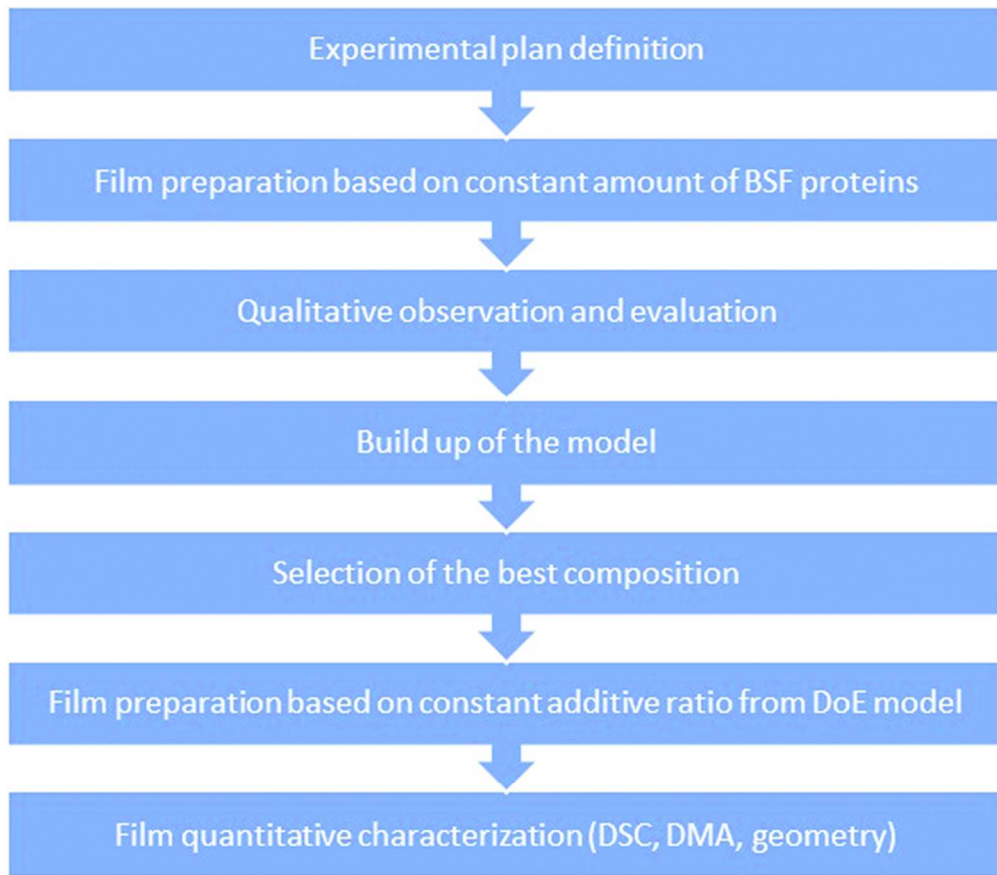 Experimental plan definition
Film preparation based on constant amount of BSF proteins
Qualitative observation and evaluation
Build up of the model
Selection of the best composition
Film preparation based on constant additive ratio from DoE model
Film quantitative characterization (DSC, DMA, geometry)